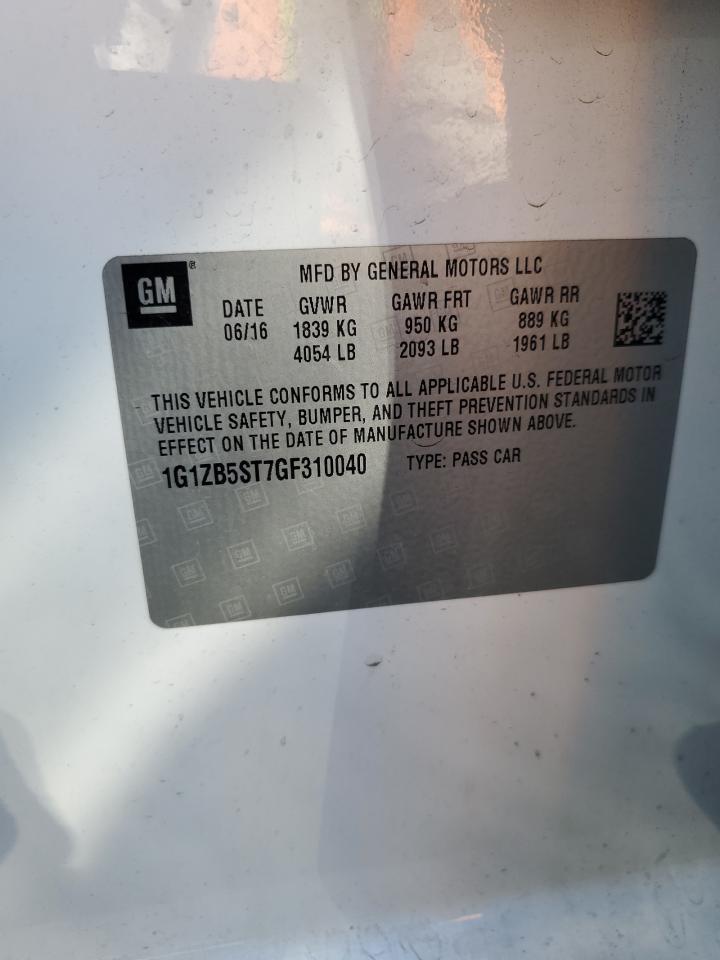 GM ®
MFD BY GENERAL MOTORS LLC
DATE GVWR GAWR FRT GAWR RR
06/16 1839 KG 950 KG 889 KG
4054 LB 2093 LB 1961 LB
THIS VEHICLE CONFORMS TO ALL APPLICABLE U.S. FEDERAL MOTOR
VEHICLE SAFETY, BUMPER, AND THEFT PREVENTION STANDARDS IN
EFFECT ON THE DATE OF MANUFACTURE SHOWN ABOVE.
1G1ZB5ST7GF310040 TYPE: PASS CAR